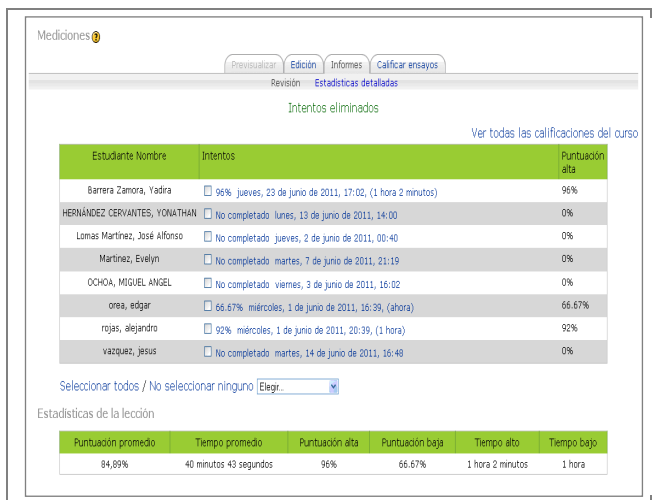 Mediciones
Previsualizar Edición Informes Calificar ensayos
Revisión Estadísticas detalladas
Intentos eliminados
Ver todas las calificaciones del curso
Estudiante Nombre Intentos Puntuación alta
Barrera Zamora, Yadira 96% jueves, 23 de junio de 2011, 17:02, (1 hora 2 minutos) 96%
HERNÁNDEZ CERVANTES, YONATHAN No completado lunes, 13 de junio de 2011, 14:00 0%
Lomas Martínez, José Alfonso No completado jueves, 2 de junio de 2011, 00:40 0%
Martinez, Evelyn No completado martes, 7 de junio de 2011, 21:19 0%
OCHOA, MIGUEL ANGEL No completado viernes, 3 de junio de 2011, 16:02 0%
orea, edgar 66.67% miércoles, 1 de junio de 2011, 16:39, (ahora) 66.67%
rojas, alejandro 92% miércoles, 1 de junio de 2011, 20:39, (1 hora) 92%
vazquez, jesus No completado martes, 14 de junio de 2011, 16:48 0%
Seleccionar todos / No seleccionar ninguno Elegir...
Estadísticas de la lección
Puntuación promedio Tiempo promedio Puntuación alta Puntuación baja Tiempo alto Tiempo bajo
84,89% 40 minutos 43 segundos 96% 66.67% 1 hora 2 minutos 1 hora